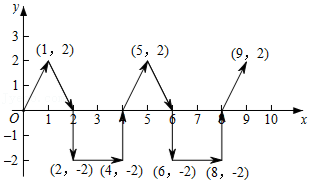 y
3
(1, 2) (5, 2) (9, 2)
2
1
O 1 2 3 4 5 6 7 8 9 10 x
-1
-2
(2, -2) (4, -2) (6, -2) (8, -2)